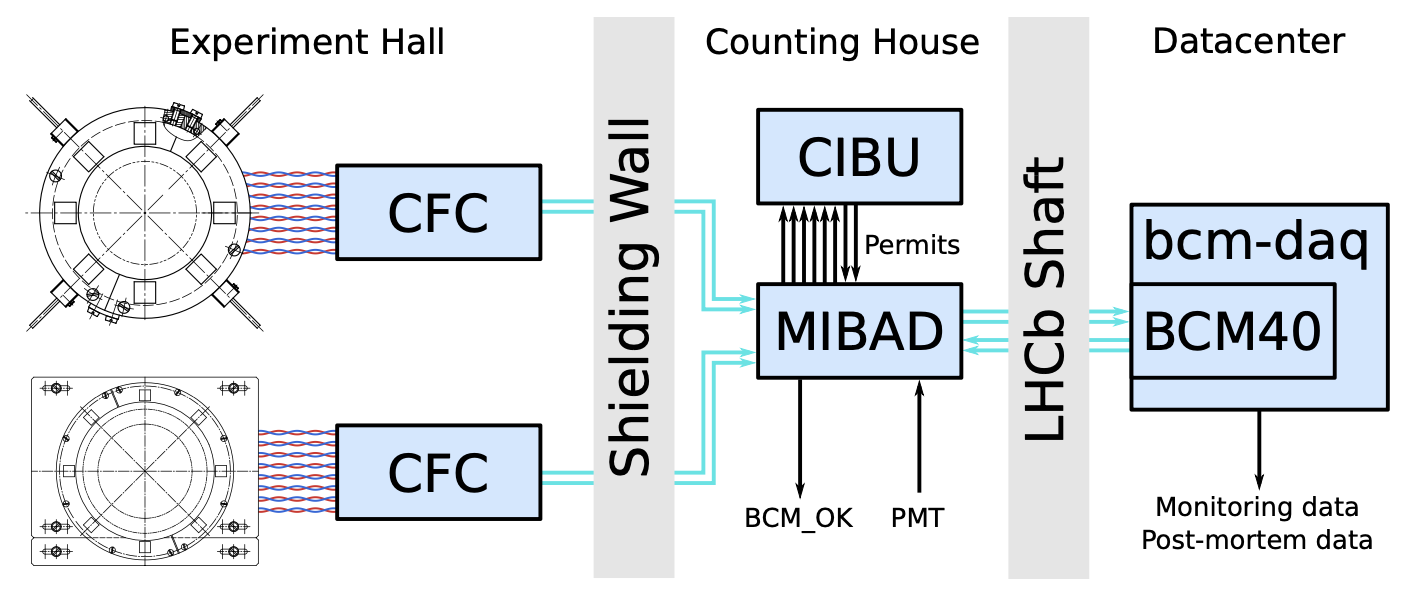 Experiment Hall
Counting House
Datacenter
CFC
CFC
Shielding Wall
CIBU
Permits
MIBAD
BCM_OK
PMT
LHCb Shaft
bcm-daq
BCM40
Monitoring data
Post-mortem data